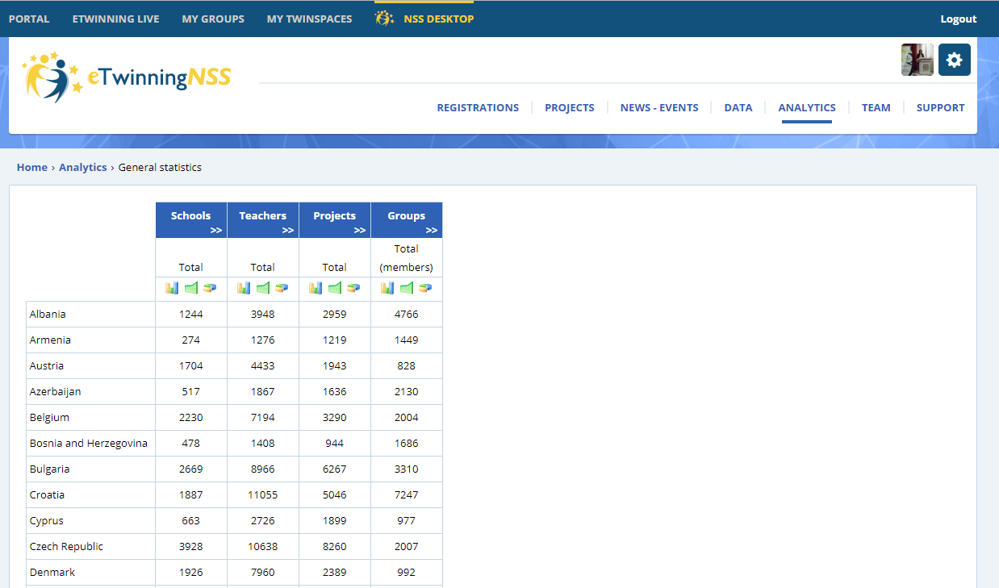 PORTAL ETWINNING LIVE MY GROUPS MY TWINSPACES NSS DESKTOP Logout
eTwinningNSS
REGISTRATIONS PROJECTS NEWS - EVENTS DATA ANALYTICS TEAM SUPPORT
Home › Analytics › General statistics
Schools Teachers Projects Groups
>> >> >> >>
Total
Total Total Total (members)
Albania 1244 3948 2959 4766
Armenia 274 1276 1219 1449
Austria 1704 4433 1943 828
Azerbaijan 517 1867 1636 2130
Belgium 2230 7194 3290 2004
Bosnia and Herzegovina 478 1408 944 1686
Bulgaria 2669 8966 6267 3310
Croatia 1887 11055 5046 7247
Cyprus 663 2726 1899 977
Czech Republic 3928 10638 8260 2007
Denmark 1926 7960 2389 992